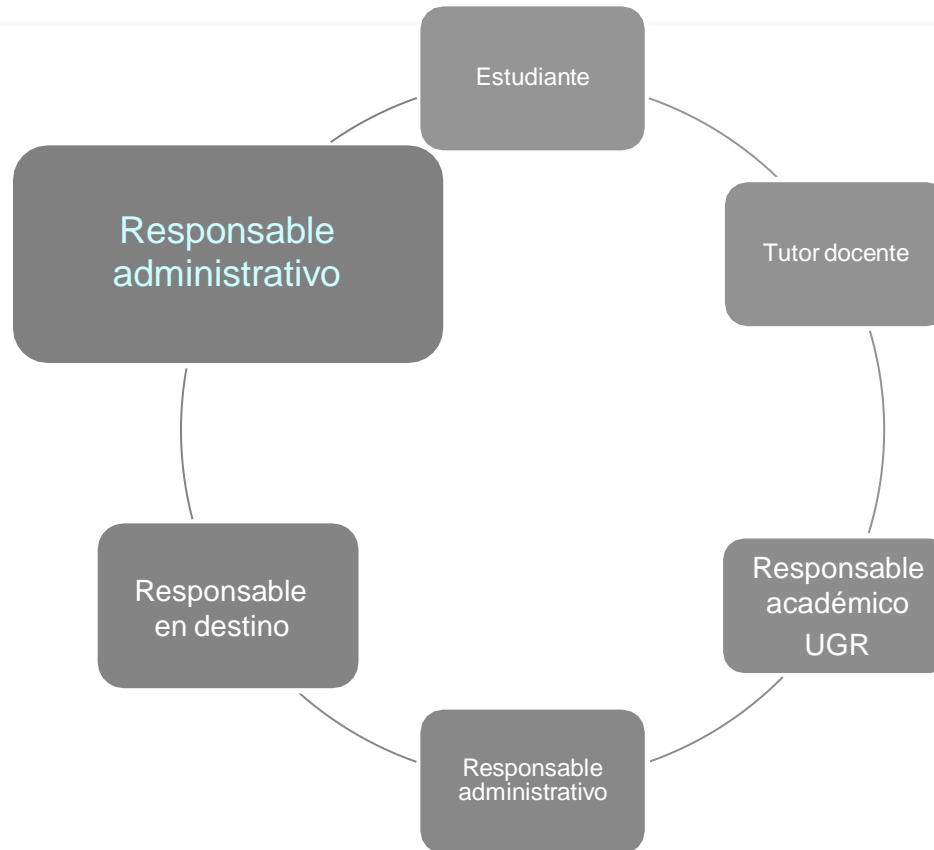 Estudiante
Responsable
administrativo
Tutor docente
Responsable
en destino
Responsable
académico
UGR
Responsable
administrativo